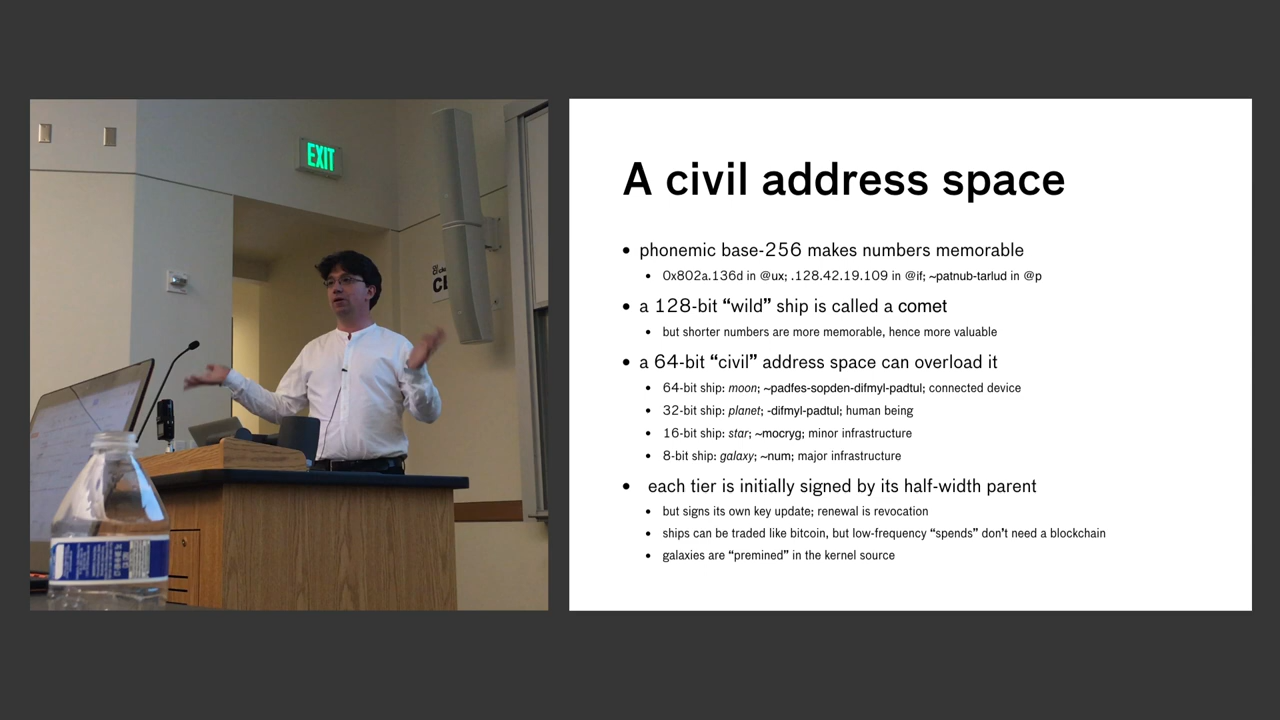 EXIT
A civil address space
• phonemic base-256 makes numbers memorable
• 0x802a.136d in @ux; .128.42.19.109 in @if; ~patnub-tarlud in @p
• a 128-bit “wild” ship is called a comet
• but shorter numbers are more memorable, hence more valuable
• a 64-bit “civil” address space can overload it
• 64-bit ship: moon; ~padfes-sopden-difmyl-padtul; connected device
• 32-bit ship: planet; -difmyl-padtul; human being
• 16-bit ship: star; ~mocryg; minor infrastructure
• 8-bit ship: galaxy; ~num; major infrastructure
• each tier is initially signed by its half-width parent
• but signs its own key update; renewal is revocation
• ships can be traded like bitcoin, but low-frequency “spends” don’t need a blockchain
• galaxies are “premined” in the kernel source